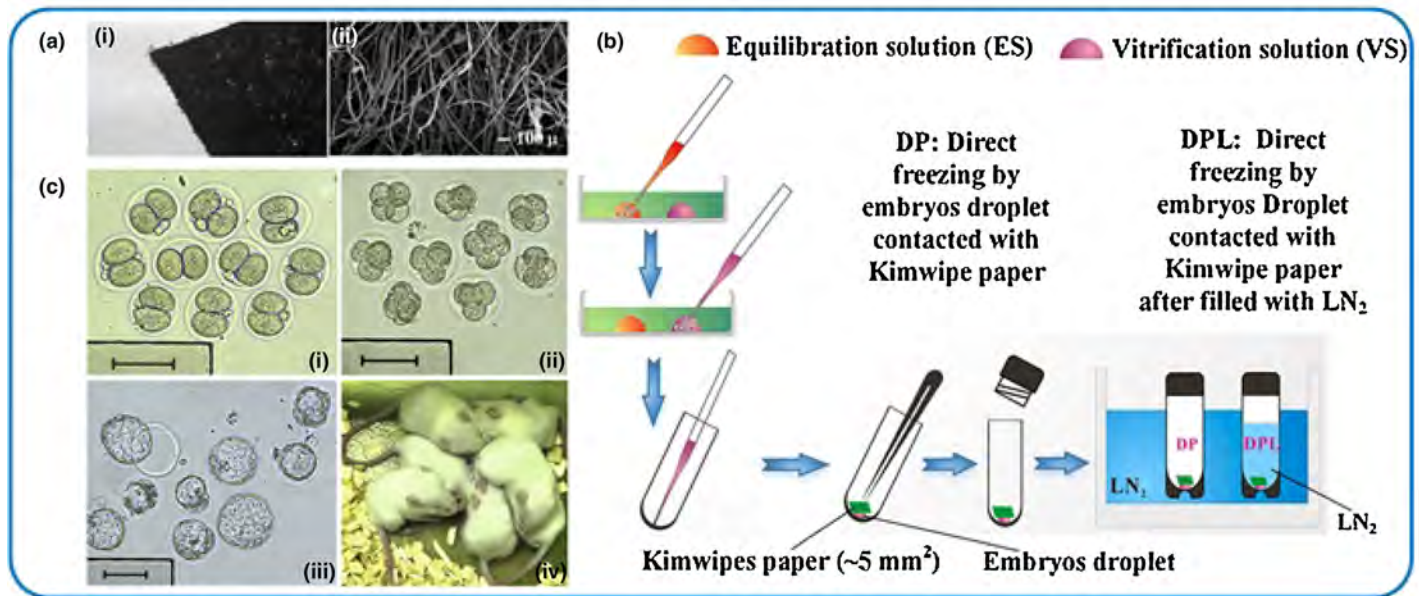 (a)
(i)
(ii)
100 μ
(b)
Equilibration solution (ES)
Vitrification solution (VS)
DP: Direct
freezing by
embryos droplet
contacted with
Kimwipe paper
DPL: Direct
freezing by
embryos Droplet
contacted with
Kimwipe paper
after filled with LN₂
(c)
(i)
(ii)
(iii)
(iv)
DP
DPL
LN₂
LN₂
Kimwipes paper (~5 mm²)
Embryos droplet